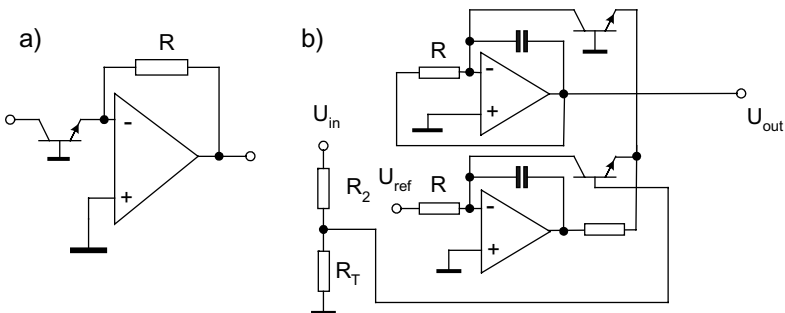 a)
R
-
+
b)
R
-
+
U_out
U_in
R_2
U_ref
R
-
+
R_T